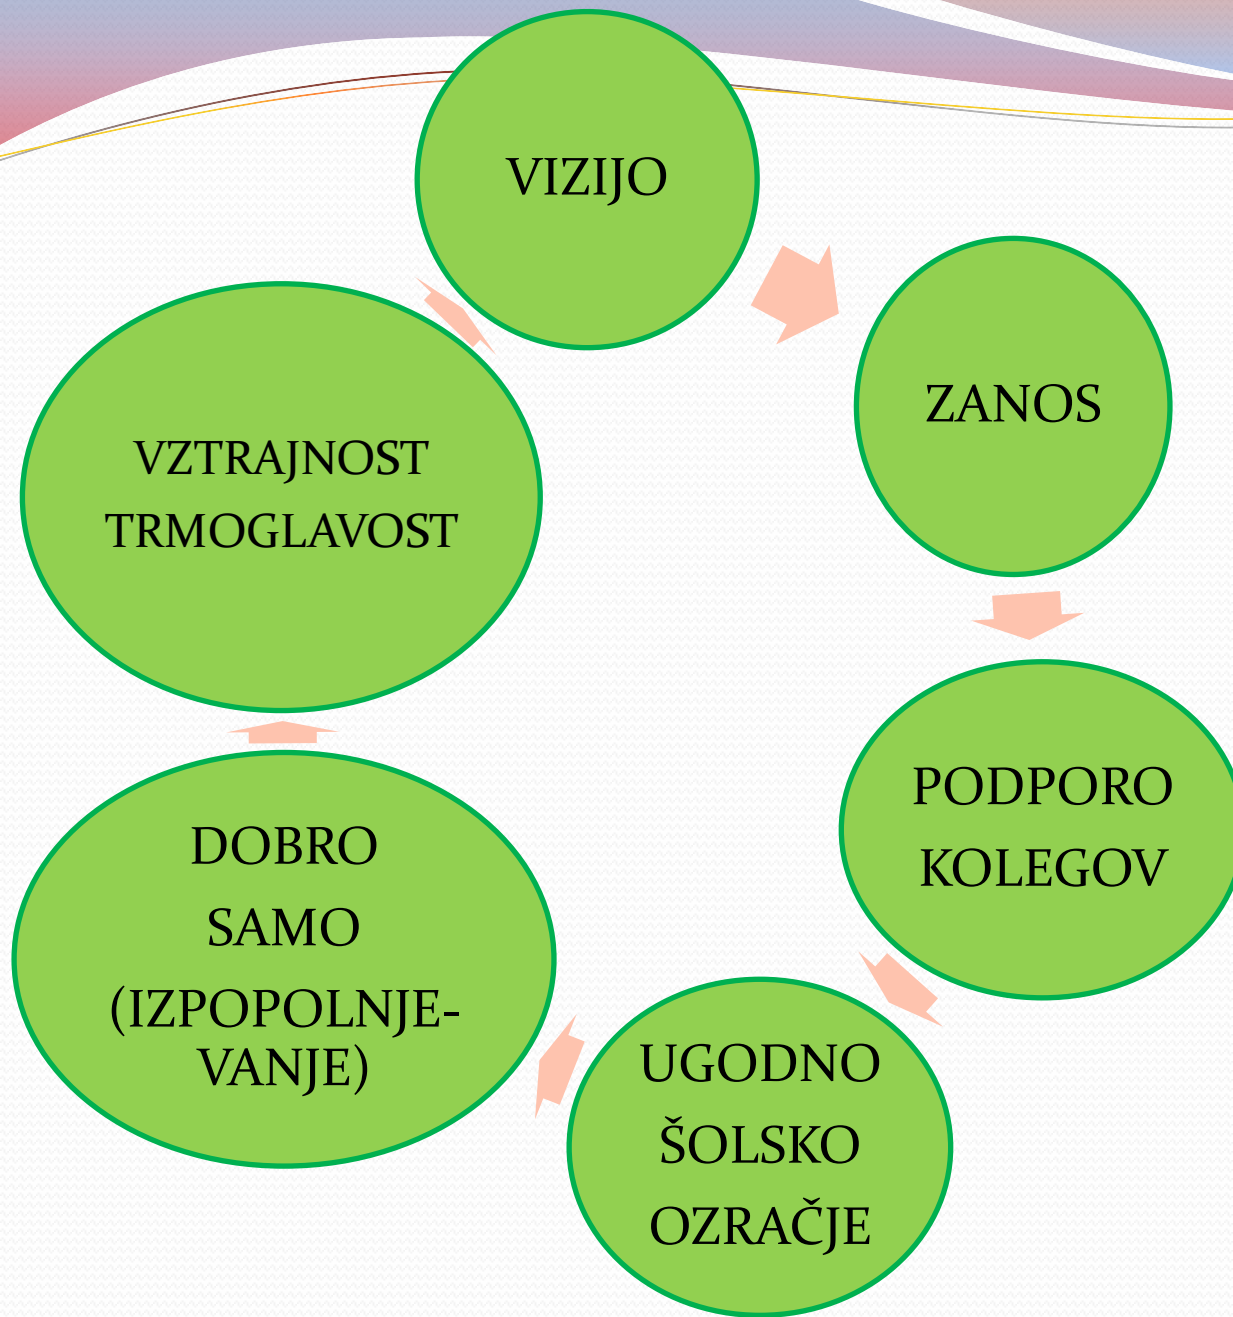 VIZIJO
ZANOS
PODPORO
KOLEGOV
UGODNO
ŠOLSKO
OZRAČJE
DOBRO
SAMO
(IZPOPOLNJE-
VANJE)
VZTRAJNOST
TRMOGLAVOST